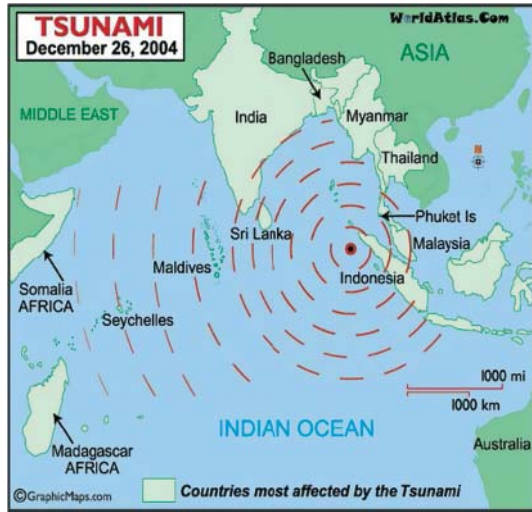 TSUNAMI
December 26, 2004
WorldAtlas.Com
ASIA
Bangladesh
MIDDLE EAST
India
Myanmar
Thailand
N
Phuket Is
Sri Lanka
Malaysia
Maldives
Indonesia
Somalia
AFRICA
Seychelles
1000 mi
1000 km
INDIAN OCEAN
Madagascar
AFRICA
Australia
©GraphicMaps.com
Countries most affected by the Tsunami